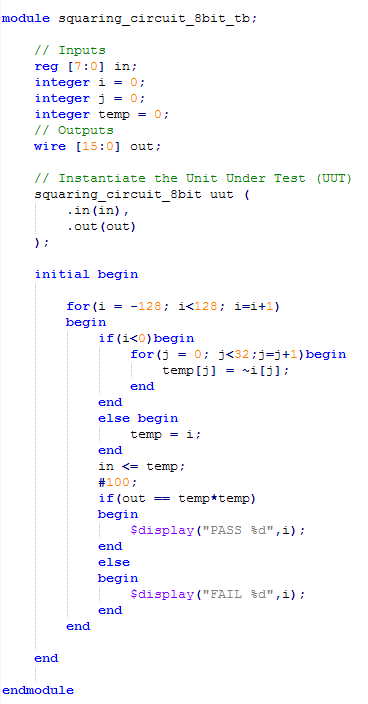 module squaring_circuit_8bit_tb;
// Inputs
reg [7:0] in;
integer i = 0;
integer j = 0;
integer temp = 0;
// Outputs
wire [15:0] out;
// Instantiate the Unit Under Test (UUT)
squaring_circuit_8bit uut (
.in(in),
.out(out)
);
initial begin
for(i = -128; i<128; i=i+1)
begin
if(i<0)begin
for(j = 0; j<32;j=j+1)begin
temp[j] = ~i[j];
end
end
else begin
temp = i;
end
in <= temp;
#100;
if(out == temp*temp)
begin
$display("PASS %d",i);
end
else
begin
$display("FAIL %d",i);
end
end
end
endmodule